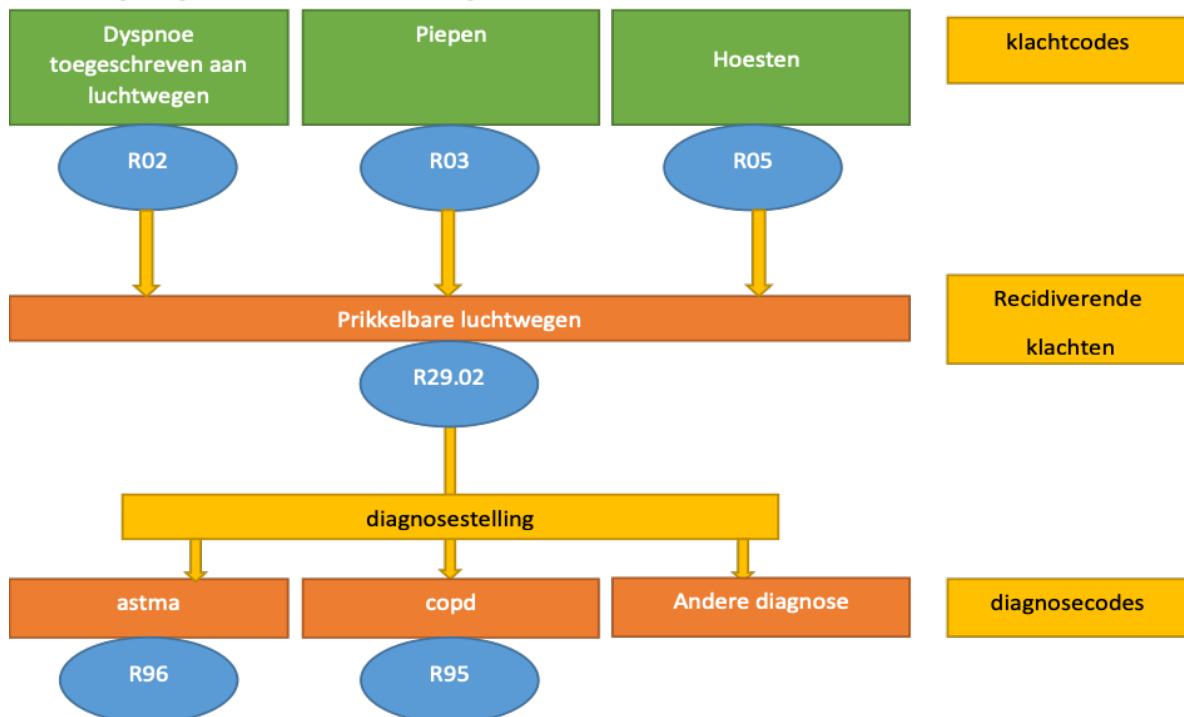 Dyspnoe
toegeschreven aan
luchtwegen
Piepen
Hoesten
klachtcodes
R02
R03
R05
Prikkelbare luchtwegen
Recidiverende
klachten
R29.02
diagnosestelling
astma
copd
Andere diagnose
diagnosecodes
R96
R95